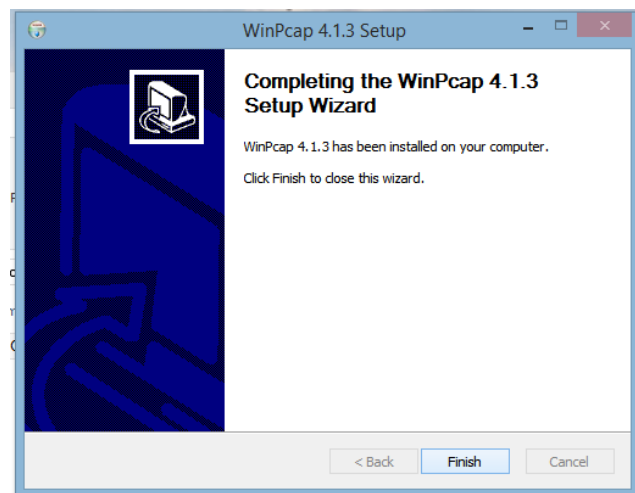 WinPcap 4.1.3 Setup
Completing the WinPcap 4.1.3
Setup Wizard
WinPcap 4.1.3 has been installed on your computer.
Click Finish to close this wizard.
< Back
Finish
Cancel